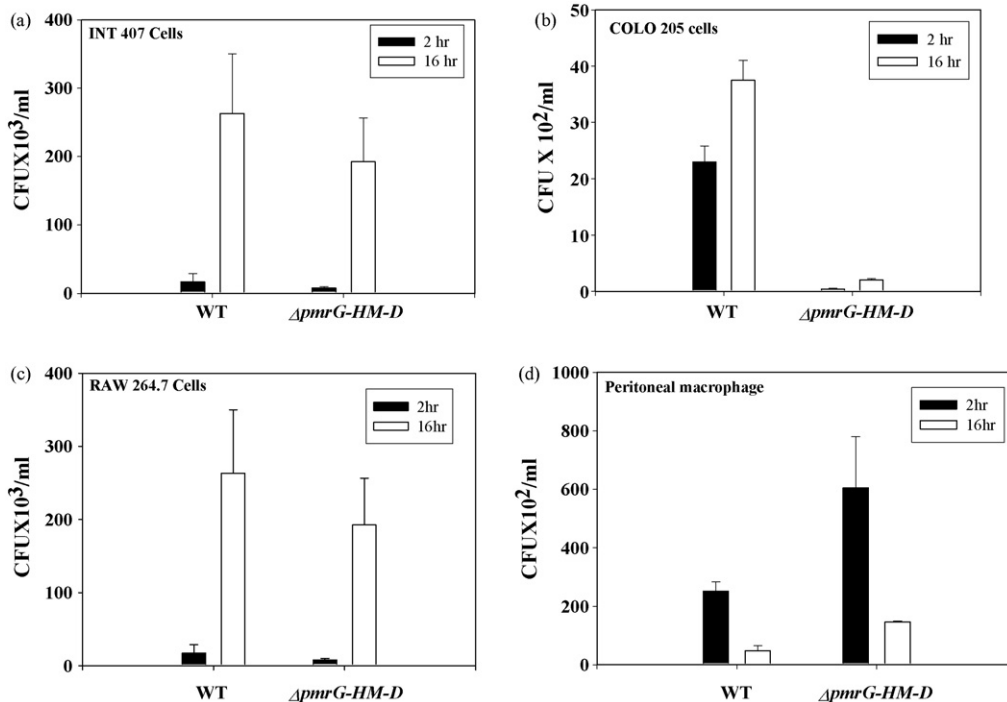 (a)
INT 407 Cells
2 hr
16 hr
CFUX10³/ml
400
300
200
100
0
WT
ΔpmrG-HM-D
(b)
COLO 205 cells
2 hr
16 hr
CFU X 10²/ml
50
40
30
20
10
0
WT
ΔpmrG-HM-D
(c)
RAW 264.7 Cells
2hr
16hr
CFUX10³/ml
400
300
200
100
0
WT
ΔpmrG-HM-D
(d)
Peritoneal macrophage
2hr
16hr
CFUX10²/ml
1000
800
600
400
200
0
WT
ΔpmrG-HM-D